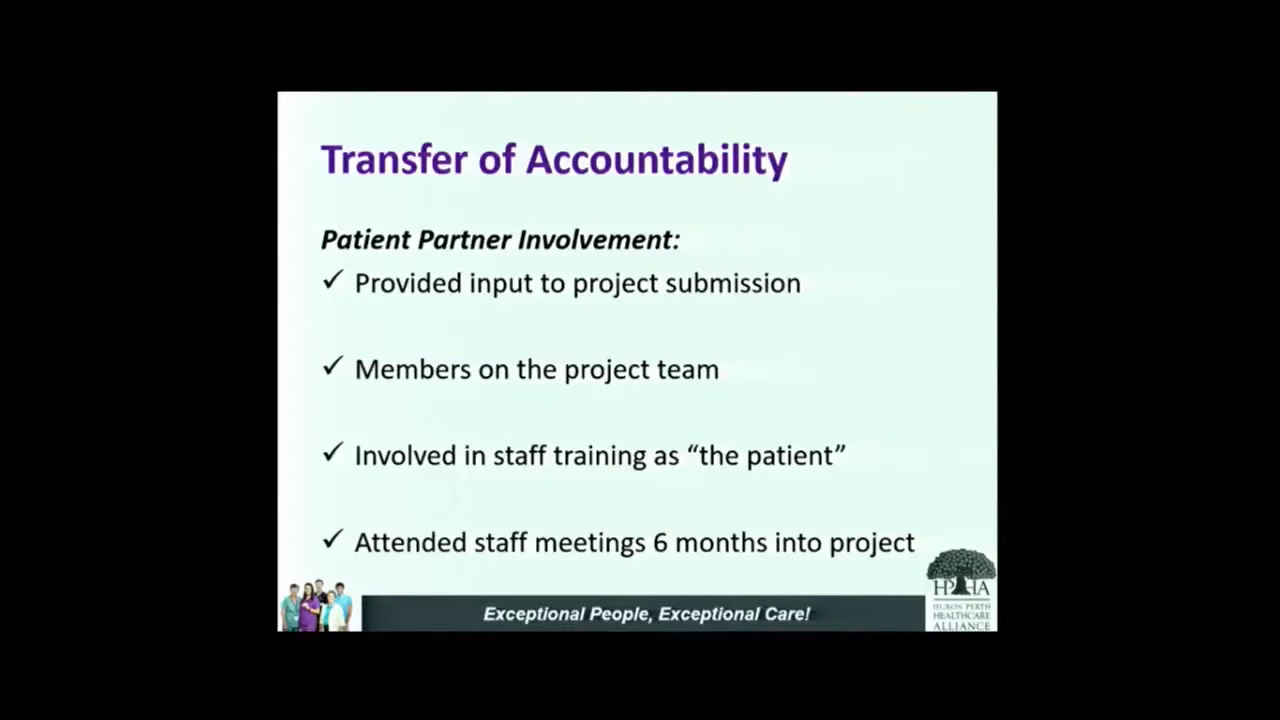 Transfer of Accountability
Patient Partner Involvement:
✓ Provided input to project submission
✓ Members on the project team
✓ Involved in staff training as “the patient”
✓ Attended staff meetings 6 months into project
Exceptional People, Exceptional Care!
HPHA
HURON PERTH
HEALTHCARE
ALLIANCE